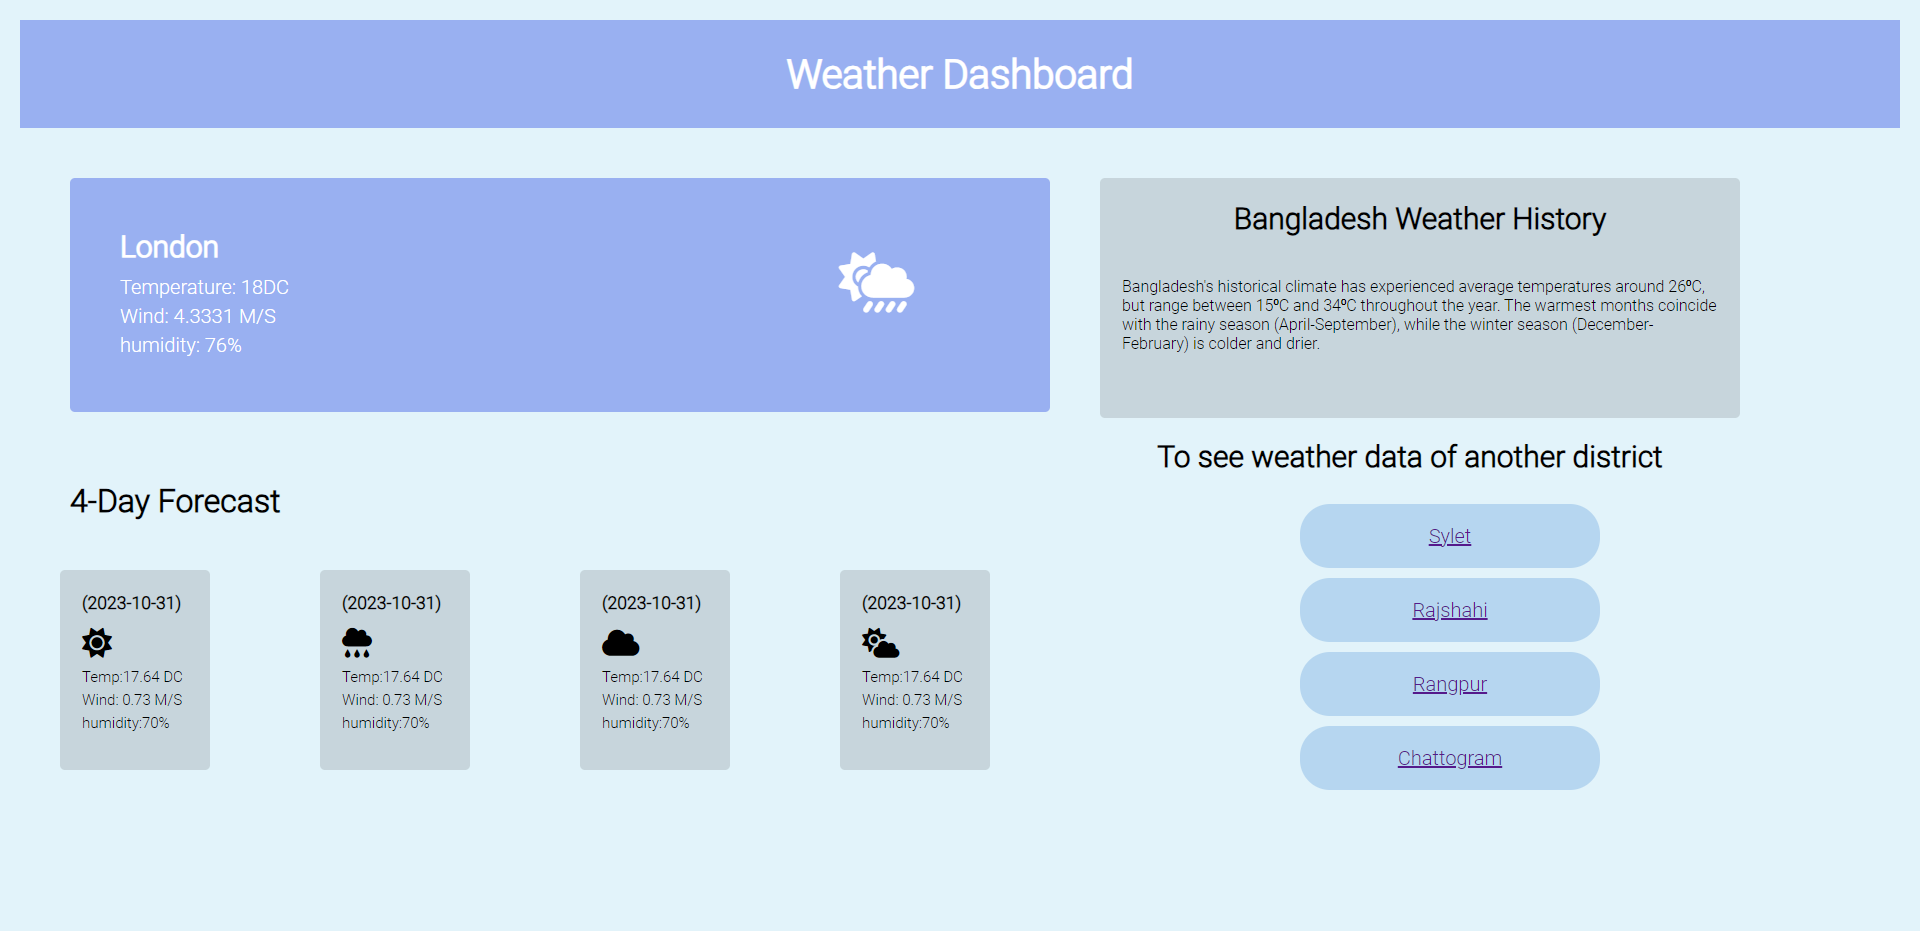 Weather Dashboard
London
Temperature: 18DC
Wind: 4.3331 M/S
humidity: 76%
Bangladesh Weather History
Bangladesh's historical climate has experienced average temperatures around 26ºC,
but range between 15ºC and 34ºC throughout the year. The warmest months coincide
with the rainy season (April-September), while the winter season (December-
February) is colder and drier.
4-Day Forecast
(2023-10-31)
Temp:17.64 DC
Wind: 0.73 M/S
humidity:70%
(2023-10-31)
Temp:17.64 DC
Wind: 0.73 M/S
humidity:70%
(2023-10-31)
Temp:17.64 DC
Wind: 0.73 M/S
humidity:70%
(2023-10-31)
Temp:17.64 DC
Wind: 0.73 M/S
humidity:70%
To see weather data of another district
Sylet
Rajshahi
Rangpur
Chattogram